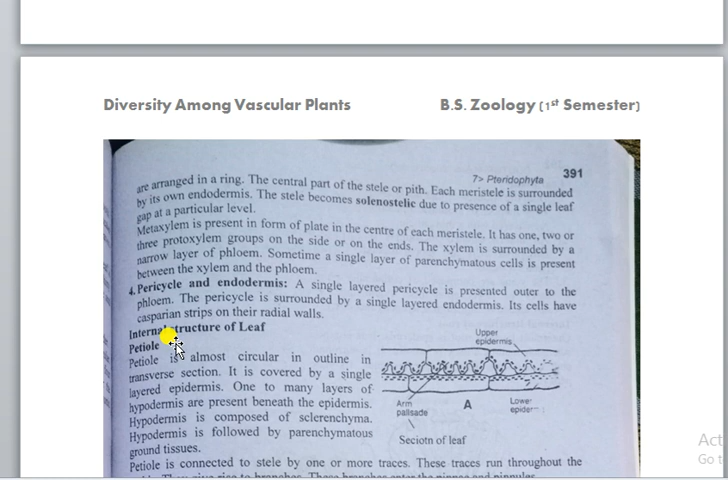 Diversity Among Vascular Plants B.S. Zoology (1st Semester)
7> Pteridophyta 391
are arranged in a ring. The central part of the stele or pith. Each meristele is surrounded
by its own endodermis. The stele becomes solenostelic due to presence of a single leaf
gap at a particular level.
Metaxylem is present in form of plate in the centre of each meristele. It has one, two or
three protoxylem groups on the side or on the ends. The xylem is surrounded by a
narrow layer of phloem. Sometime a single layer of parenchymatous cells is present
between the xylem and the phloem.
4. Pericycle and endodermis: A single layered pericycle is presented outer to the
phloem. The pericycle is surrounded by a single layered endodermis. Its cells have
casparian strips on their radial walls.
Internal structure of Leaf
Petiole
Petiole is almost circular in outline in
transverse section. It is covered by a single
layered epidermis. One to many layers of
hypodermis are present beneath the epidermis.
Hypodermis is composed of sclerenchyma.
Hypodermis is followed by parenchymatous
ground tissues.
Upper
epidermis
Arm
palisade
A
Lower
epider
Seciotn of leaf
Petiole is connected to stele by one or more traces. These traces run throughout the
Act
Go t